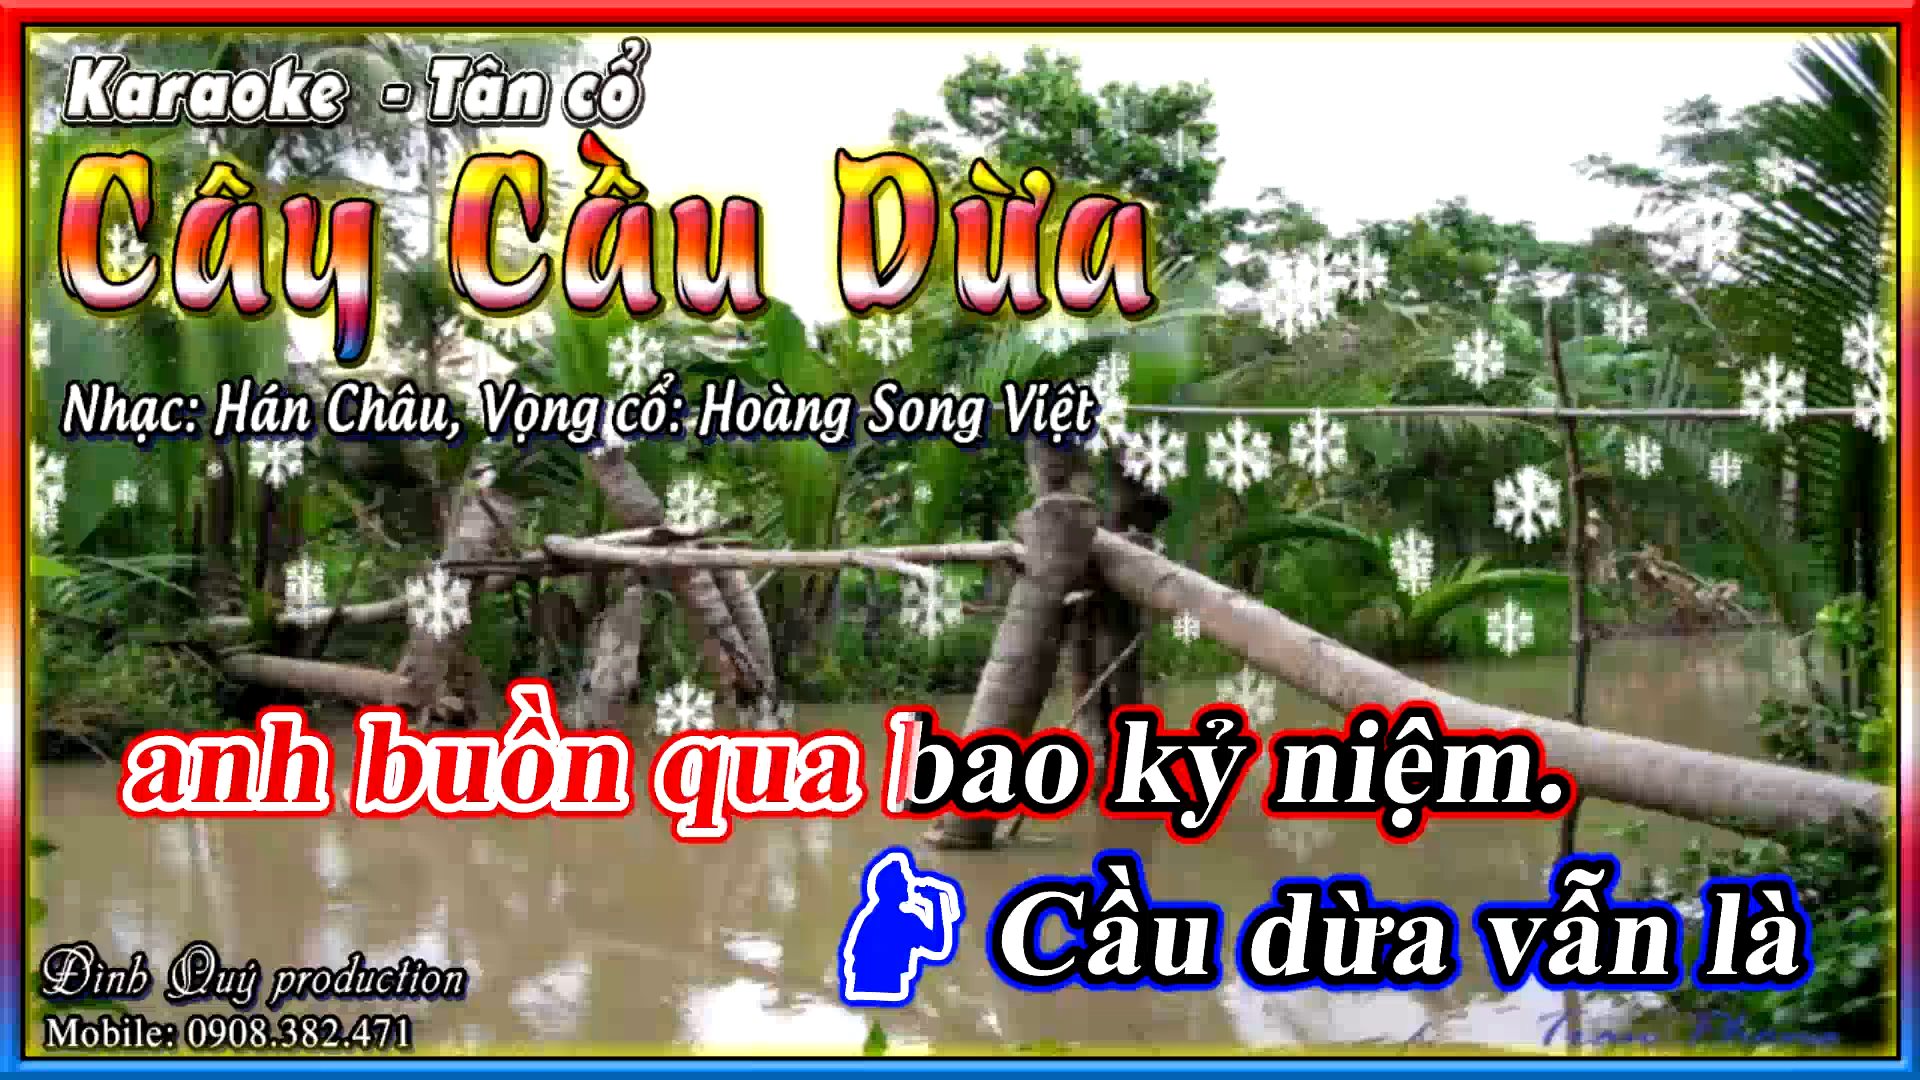 Karaoke - Tân cổ
Cây Cầu Dừa
Nhạc: Hán Châu, Vọng cổ: Hoàng Song Việt
anh buồn qua bao kỷ niệm.
Cầu dừa vẫn là
Đình Quý production
Mobile: 0908.382.471